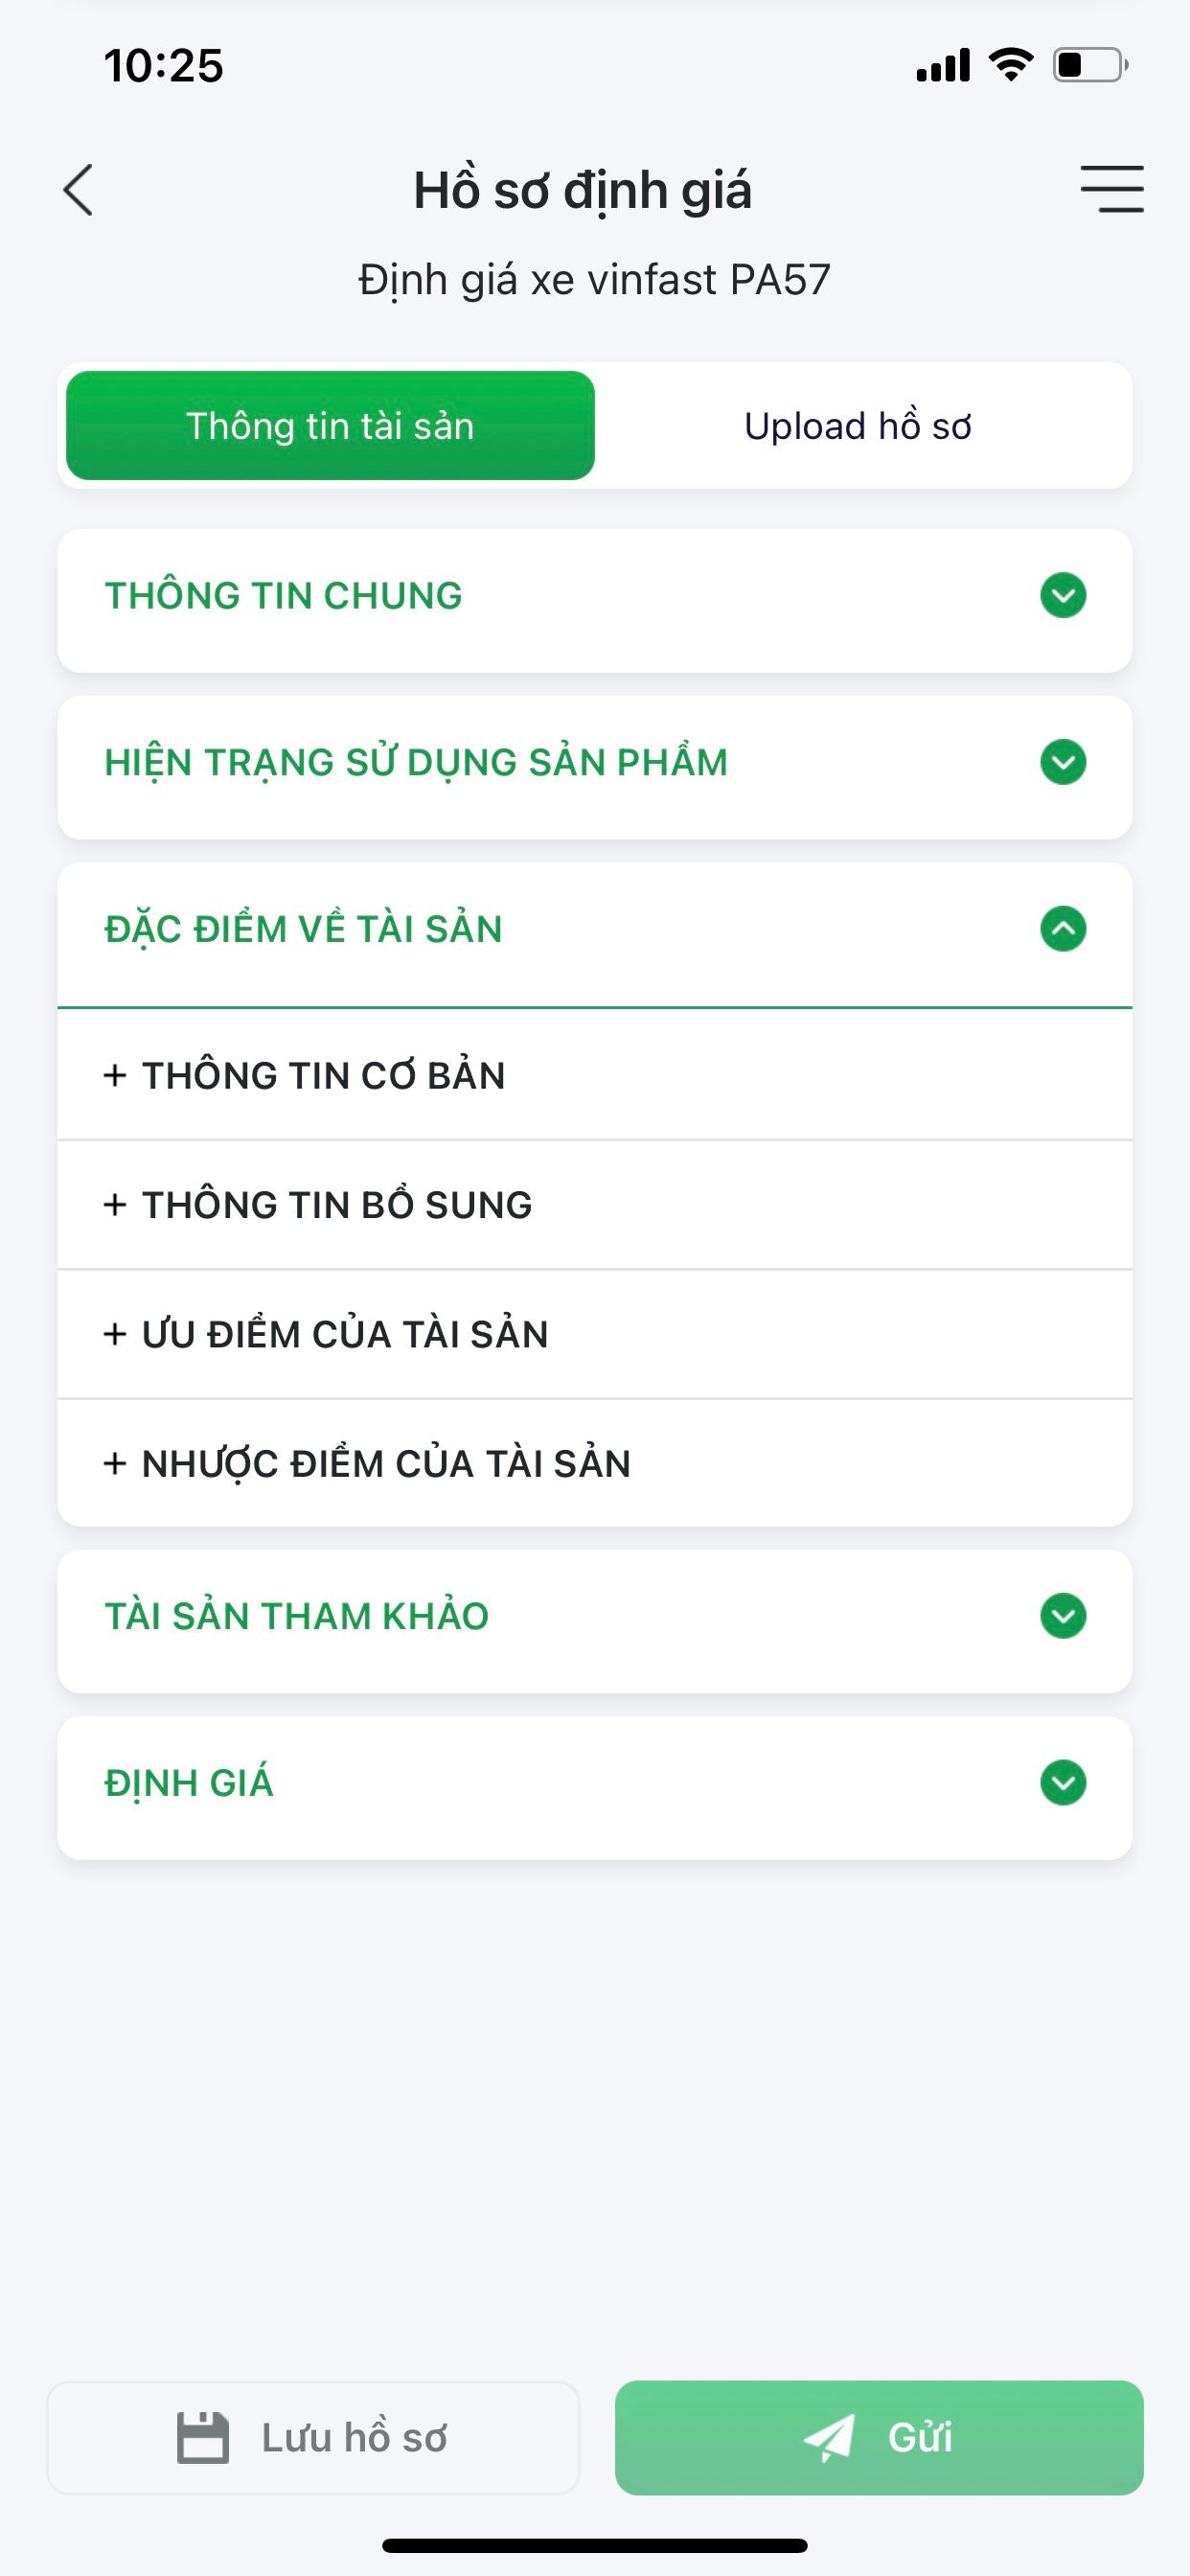 10:25
Hồ sơ định giá
Định giá xe vinfast PA57
Thông tin tài sản
Upload hồ sơ
THÔNG TIN CHUNG
HIỆN TRẠNG SỬ DỤNG SẢN PHẨM
ĐẶC ĐIỂM VỀ TÀI SẢN
+ THÔNG TIN CƠ BẢN
+ THÔNG TIN BỔ SUNG
+ ƯU ĐIỂM CỦA TÀI SẢN
+ NHƯỢC ĐIỂM CỦA TÀI SẢN
TÀI SẢN THAM KHẢO
ĐỊNH GIÁ
Lưu hồ sơ
Gửi